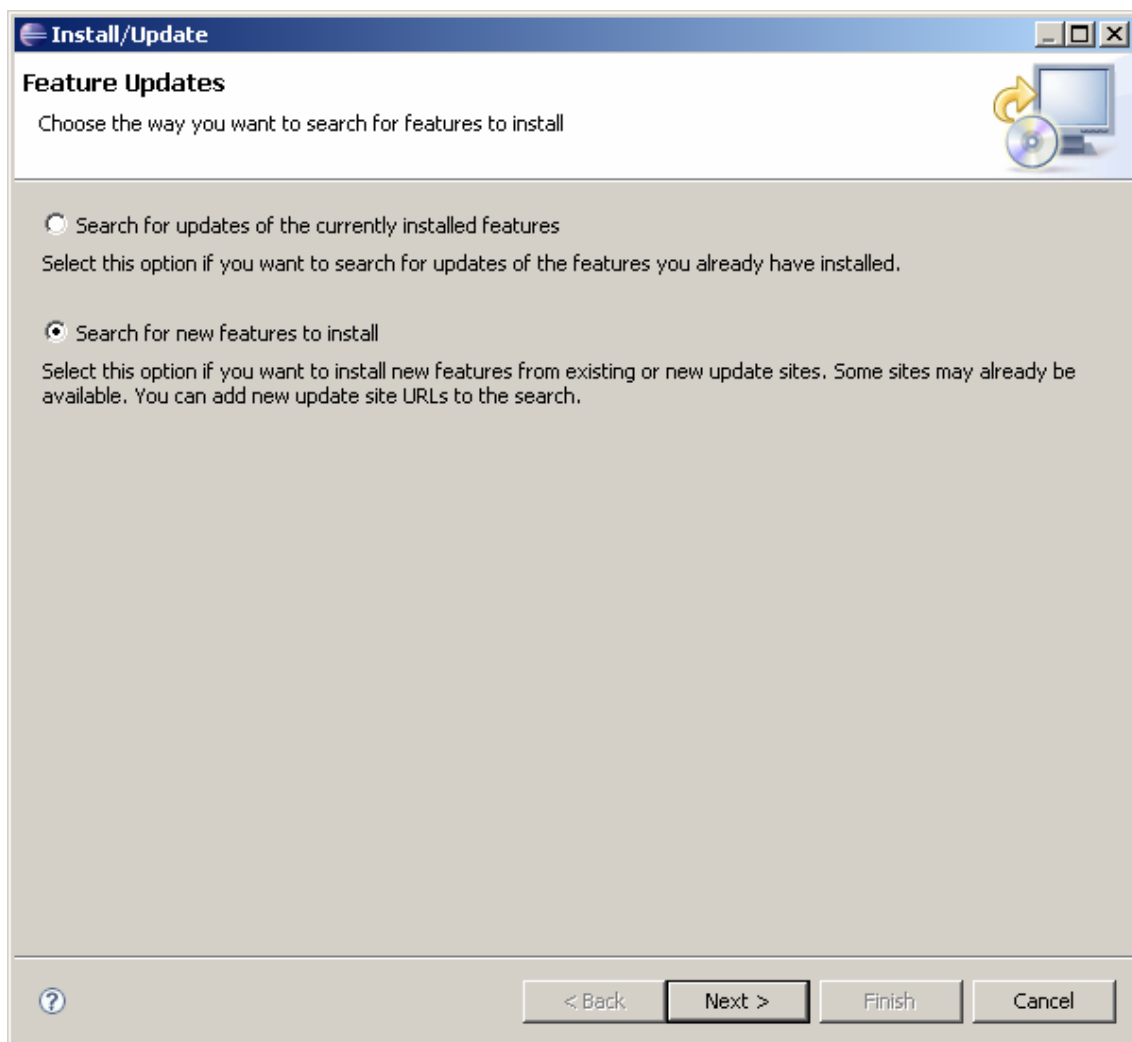 Install/Update
Feature Updates
Choose the way you want to search for features to install
Search for updates of the currently installed features
Select this option if you want to search for updates of the features you already have installed.
Search for new features to install
Select this option if you want to install new features from existing or new update sites. Some sites may already be
available. You can add new update site URLs to the search.
? < Back Next > Finish Cancel